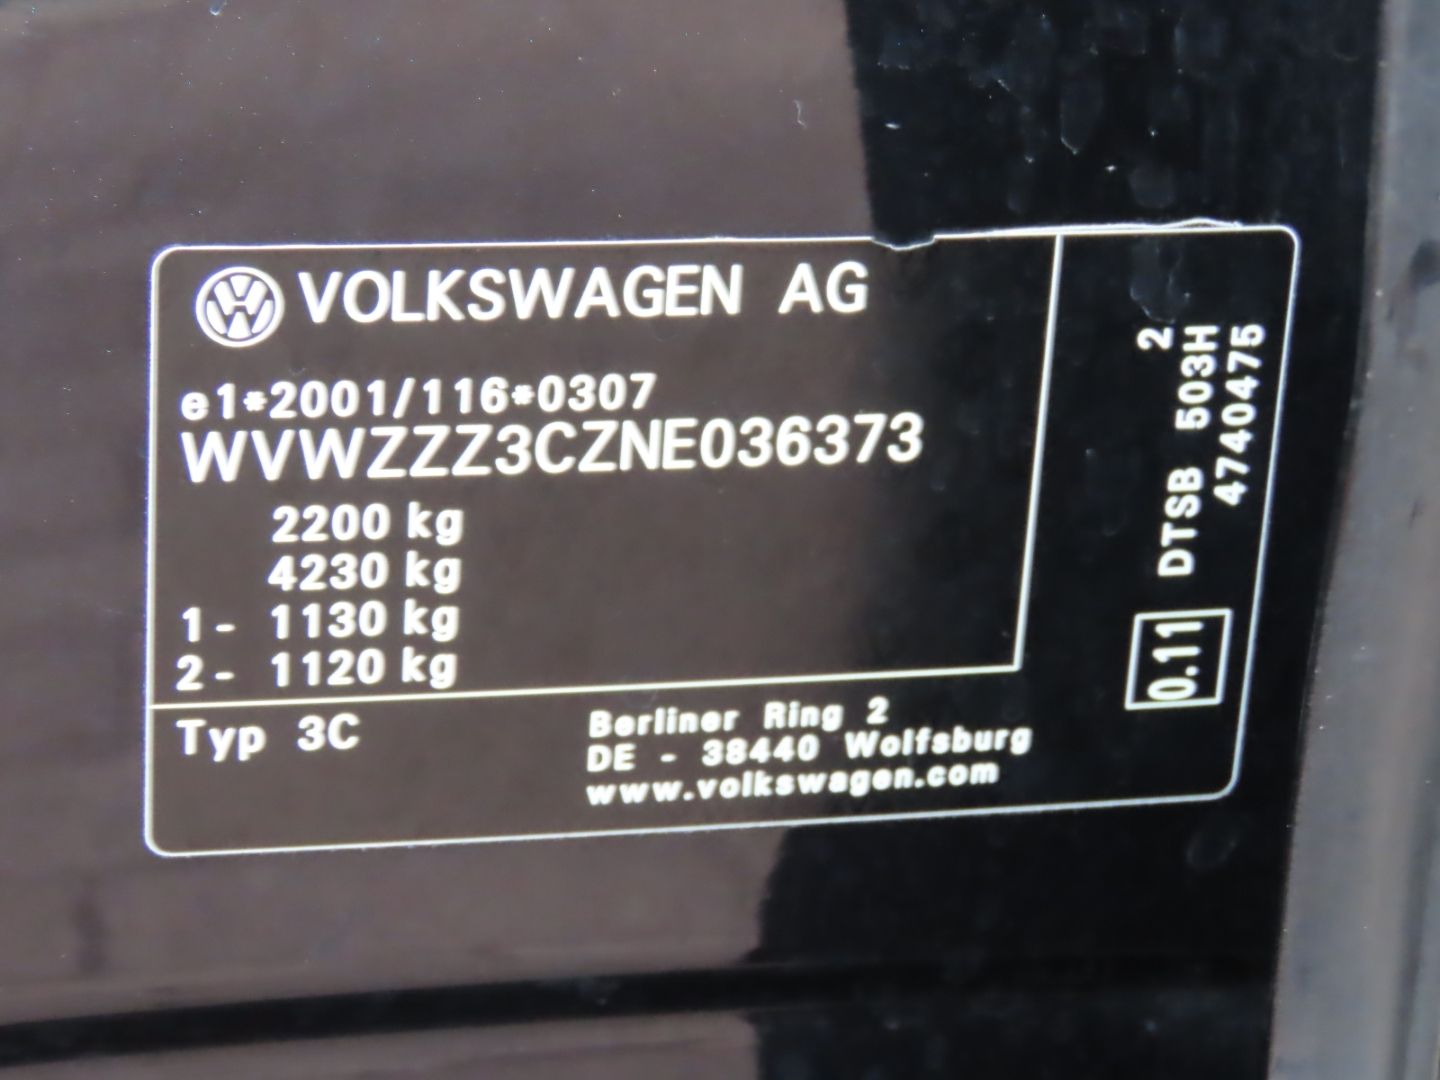 VOLKSWAGEN AG
e1*2001/116*0307
WVWZZZ3CZNE036373
2200 kg
4230 kg
1- 1130 kg
2- 1120 kg
Typ 3C
Berliner Ring 2
DE - 38440 Wolfsburg
www.volkswagen.com
2
DTSB 503H
4740475
0.11